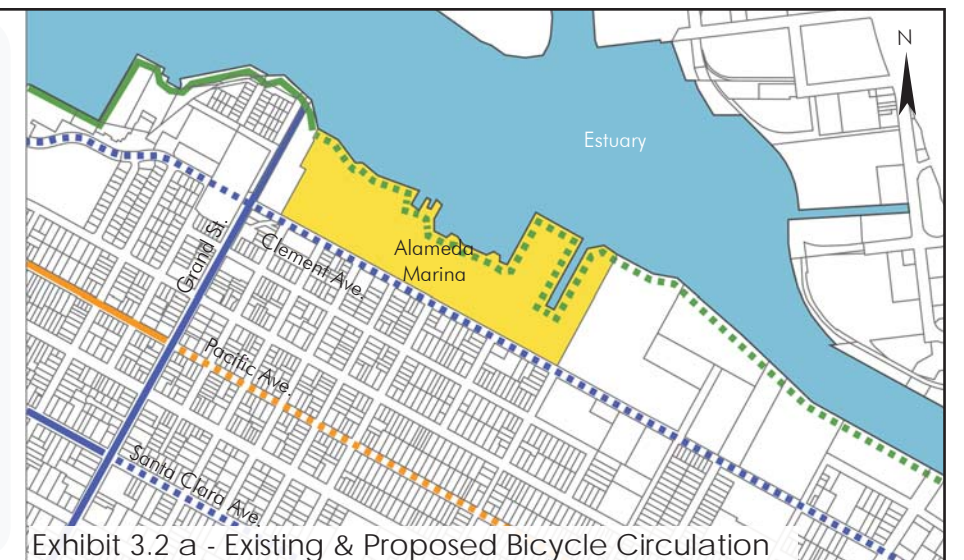 N
Estuary
Grand St.
Clement Ave.
Alameda
Marina
Pacific Ave.
Santa Clara Ave.
Exhibit 3.2 a - Existing & Proposed Bicycle Circulation